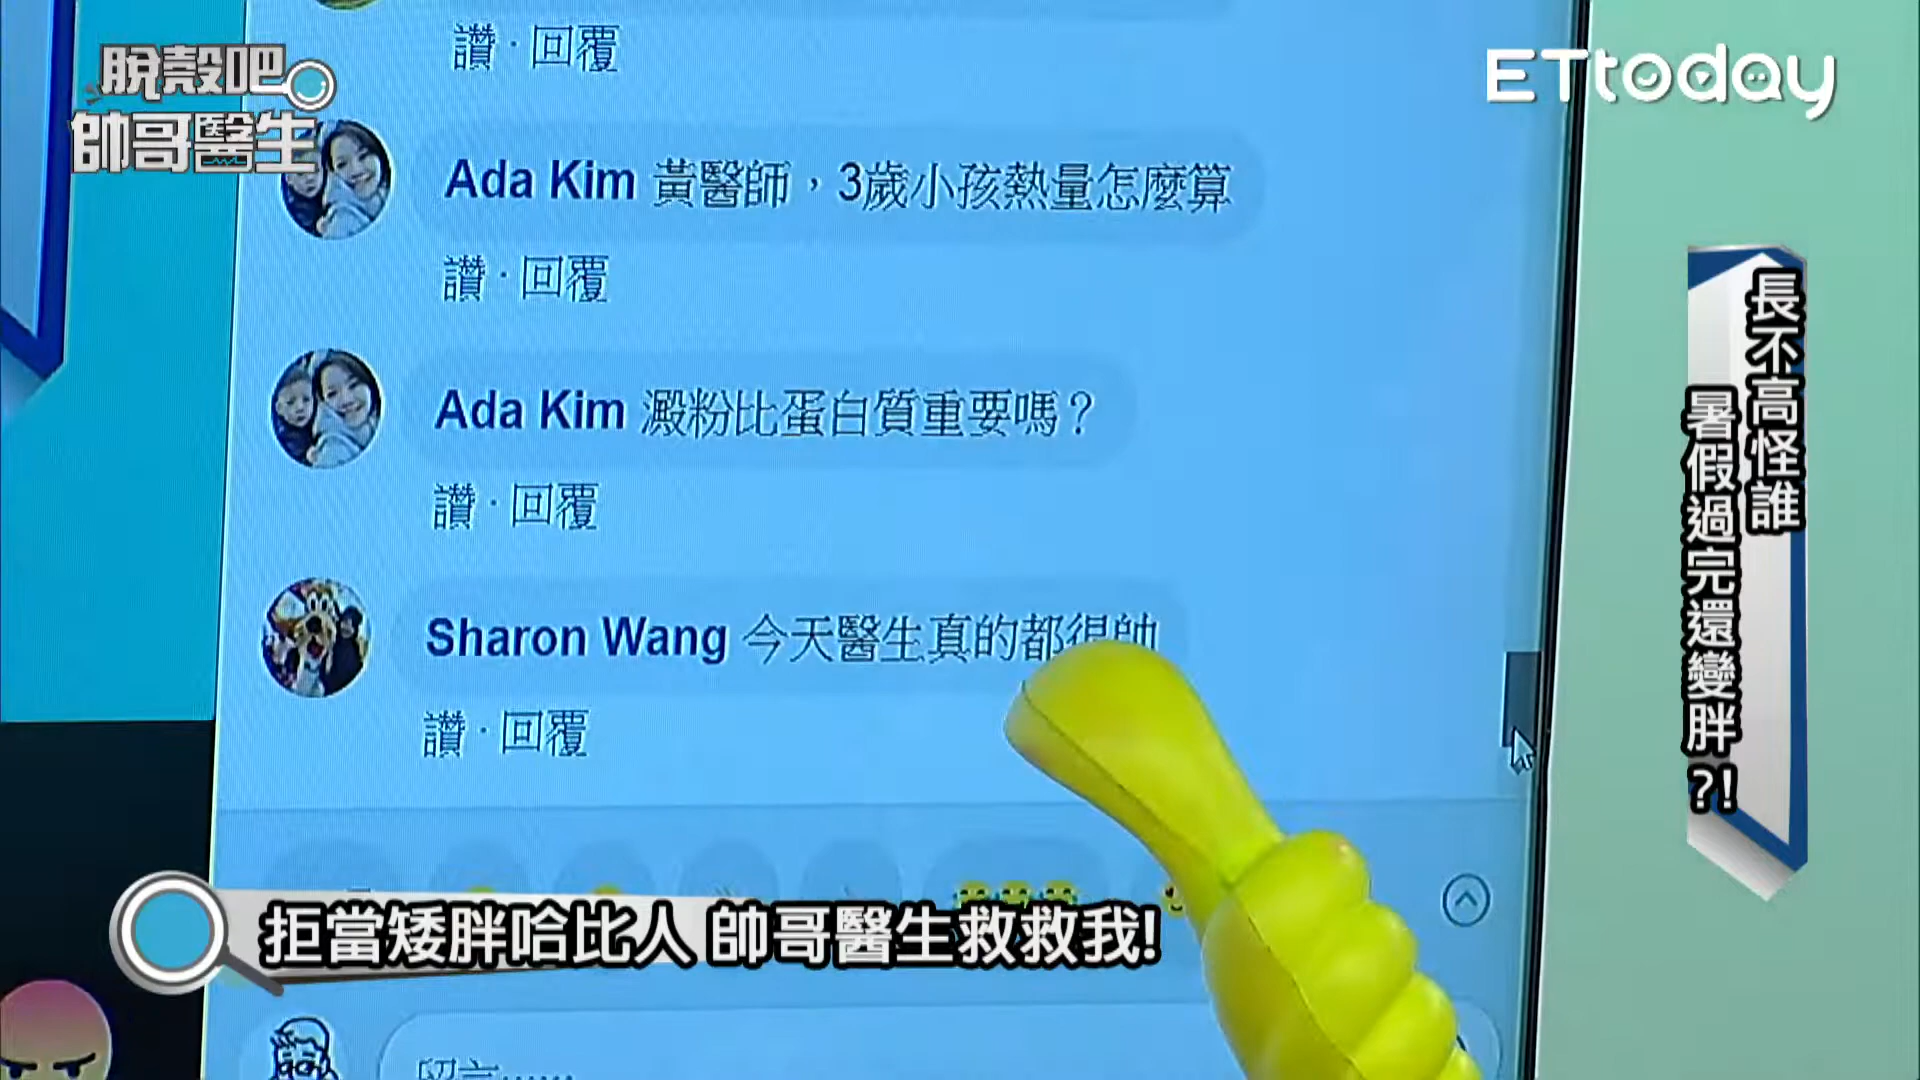 脫殼吧
帥哥醫生
ETtoday
讚·回覆
Ada Kim 黃醫師，3歲小孩熱量怎麼算
讚·回覆
Ada Kim 澱粉比蛋白質重要嗎？
讚·回覆
Sharon Wang 今天醫生真的都很帥
讚·回覆
長不高怪誰
暑假過完還變胖?!
拒當矮胖哈比人 帥哥醫生救救我!
留言……